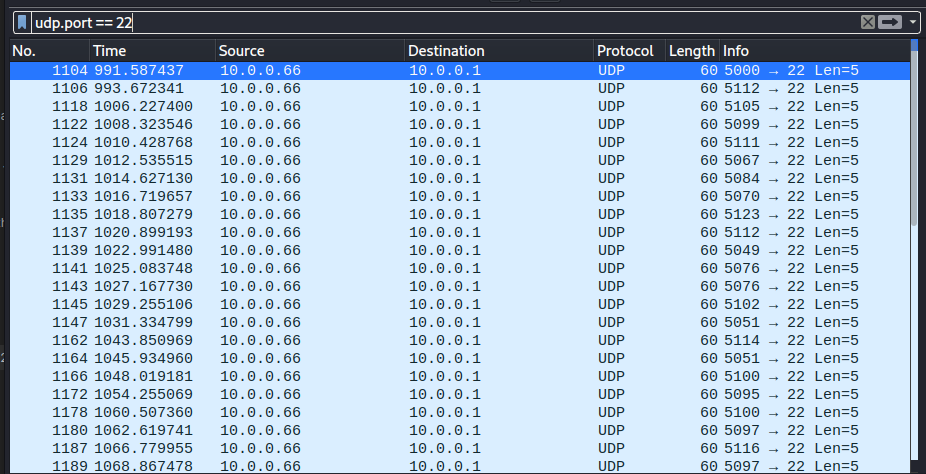 udp.port == 22
No. Time Source Destination Protocol Length Info
1104 991.587437 10.0.0.66 10.0.0.1 UDP 60 5000 → 22 Len=5
1106 993.672341 10.0.0.66 10.0.0.1 UDP 60 5112 → 22 Len=5
1118 1006.227400 10.0.0.66 10.0.0.1 UDP 60 5105 → 22 Len=5
1122 1008.323546 10.0.0.66 10.0.0.1 UDP 60 5099 → 22 Len=5
1124 1010.428768 10.0.0.66 10.0.0.1 UDP 60 5111 → 22 Len=5
1129 1012.535515 10.0.0.66 10.0.0.1 UDP 60 5067 → 22 Len=5
1131 1014.627130 10.0.0.66 10.0.0.1 UDP 60 5084 → 22 Len=5
1133 1016.719657 10.0.0.66 10.0.0.1 UDP 60 5070 → 22 Len=5
1135 1018.807279 10.0.0.66 10.0.0.1 UDP 60 5123 → 22 Len=5
1137 1020.899193 10.0.0.66 10.0.0.1 UDP 60 5112 → 22 Len=5
1139 1022.991480 10.0.0.66 10.0.0.1 UDP 60 5049 → 22 Len=5
1141 1025.083748 10.0.0.66 10.0.0.1 UDP 60 5076 → 22 Len=5
1143 1027.167730 10.0.0.66 10.0.0.1 UDP 60 5076 → 22 Len=5
1145 1029.255106 10.0.0.66 10.0.0.1 UDP 60 5102 → 22 Len=5
1147 1031.334799 10.0.0.66 10.0.0.1 UDP 60 5051 → 22 Len=5
1162 1043.850969 10.0.0.66 10.0.0.1 UDP 60 5114 → 22 Len=5
1164 1045.934960 10.0.0.66 10.0.0.1 UDP 60 5051 → 22 Len=5
1166 1048.019181 10.0.0.66 10.0.0.1 UDP 60 5100 → 22 Len=5
1172 1054.255069 10.0.0.66 10.0.0.1 UDP 60 5095 → 22 Len=5
1178 1060.507360 10.0.0.66 10.0.0.1 UDP 60 5100 → 22 Len=5
1180 1062.619741 10.0.0.66 10.0.0.1 UDP 60 5097 → 22 Len=5
1187 1066.779955 10.0.0.66 10.0.0.1 UDP 60 5116 → 22 Len=5
1189 1068.867478 10.0.0.66 10.0.0.1 UDP 60 5097 → 22 Len=5